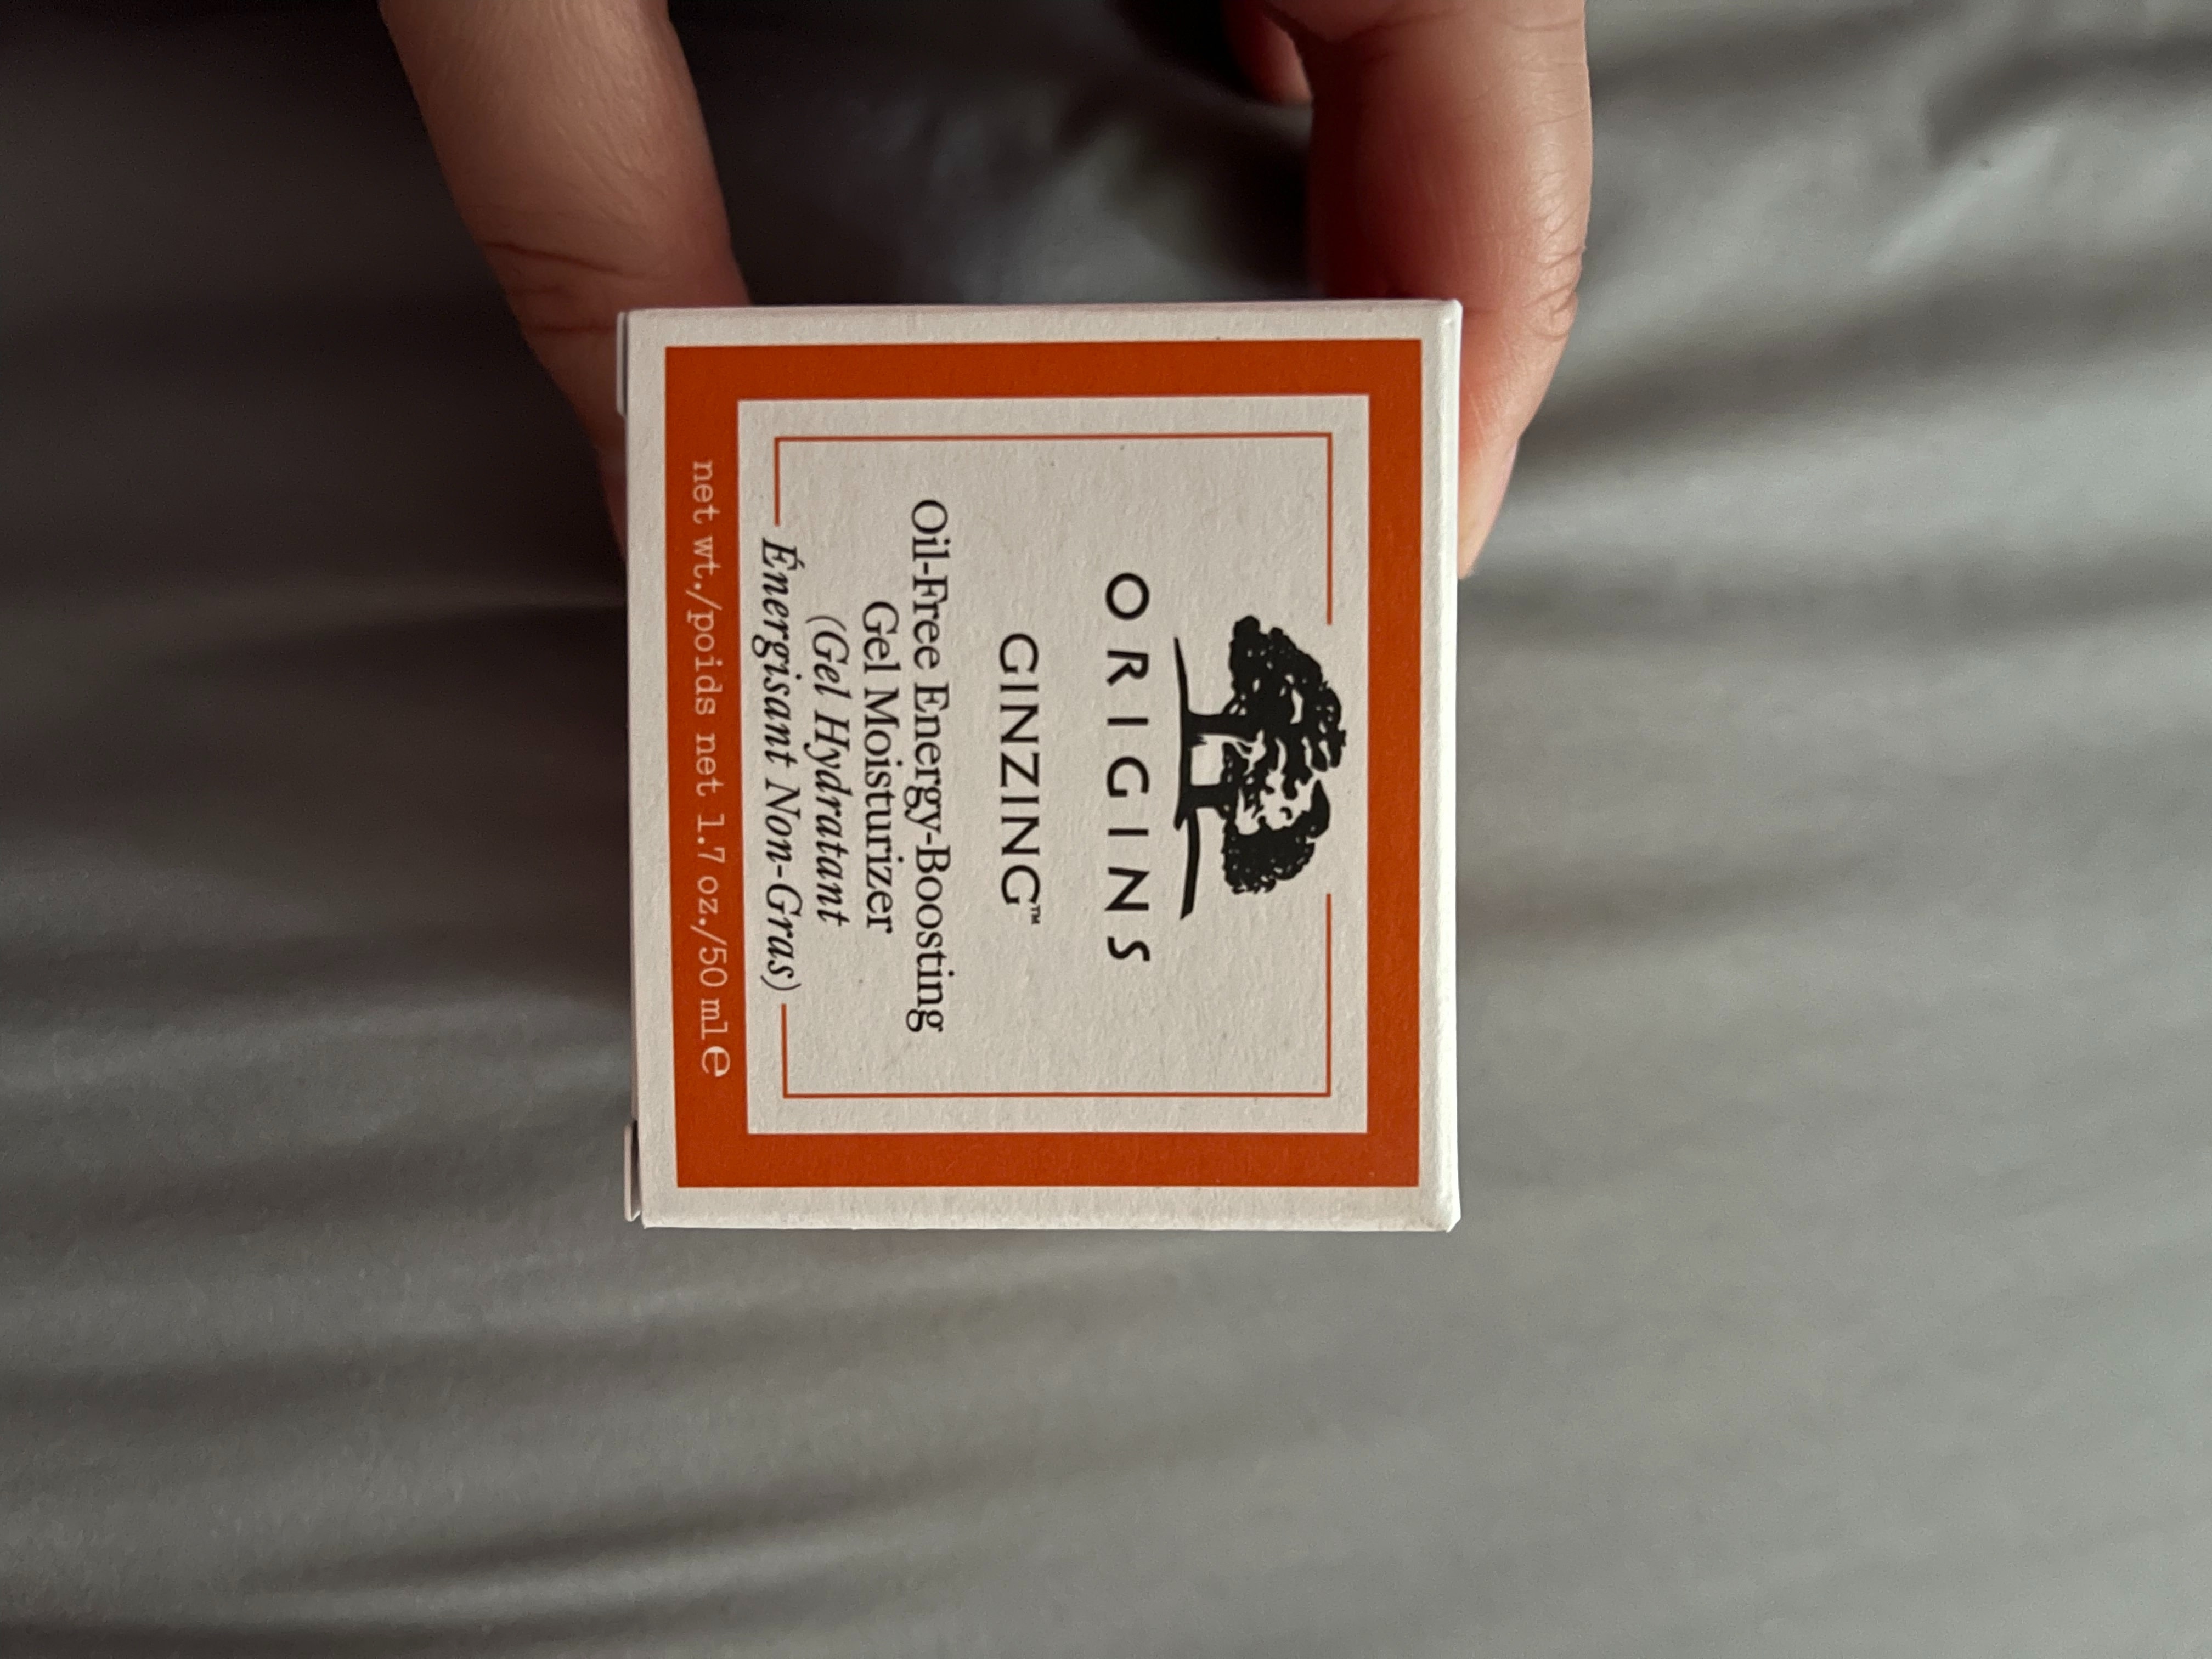 ORIGINS
GINZING™
Oil-Free Energy-Boosting
Gel Moisturizer
(Gel Hydratant
Énergisant Non-Gras)
net wt./poids net 1.7 oz./50 ml℮